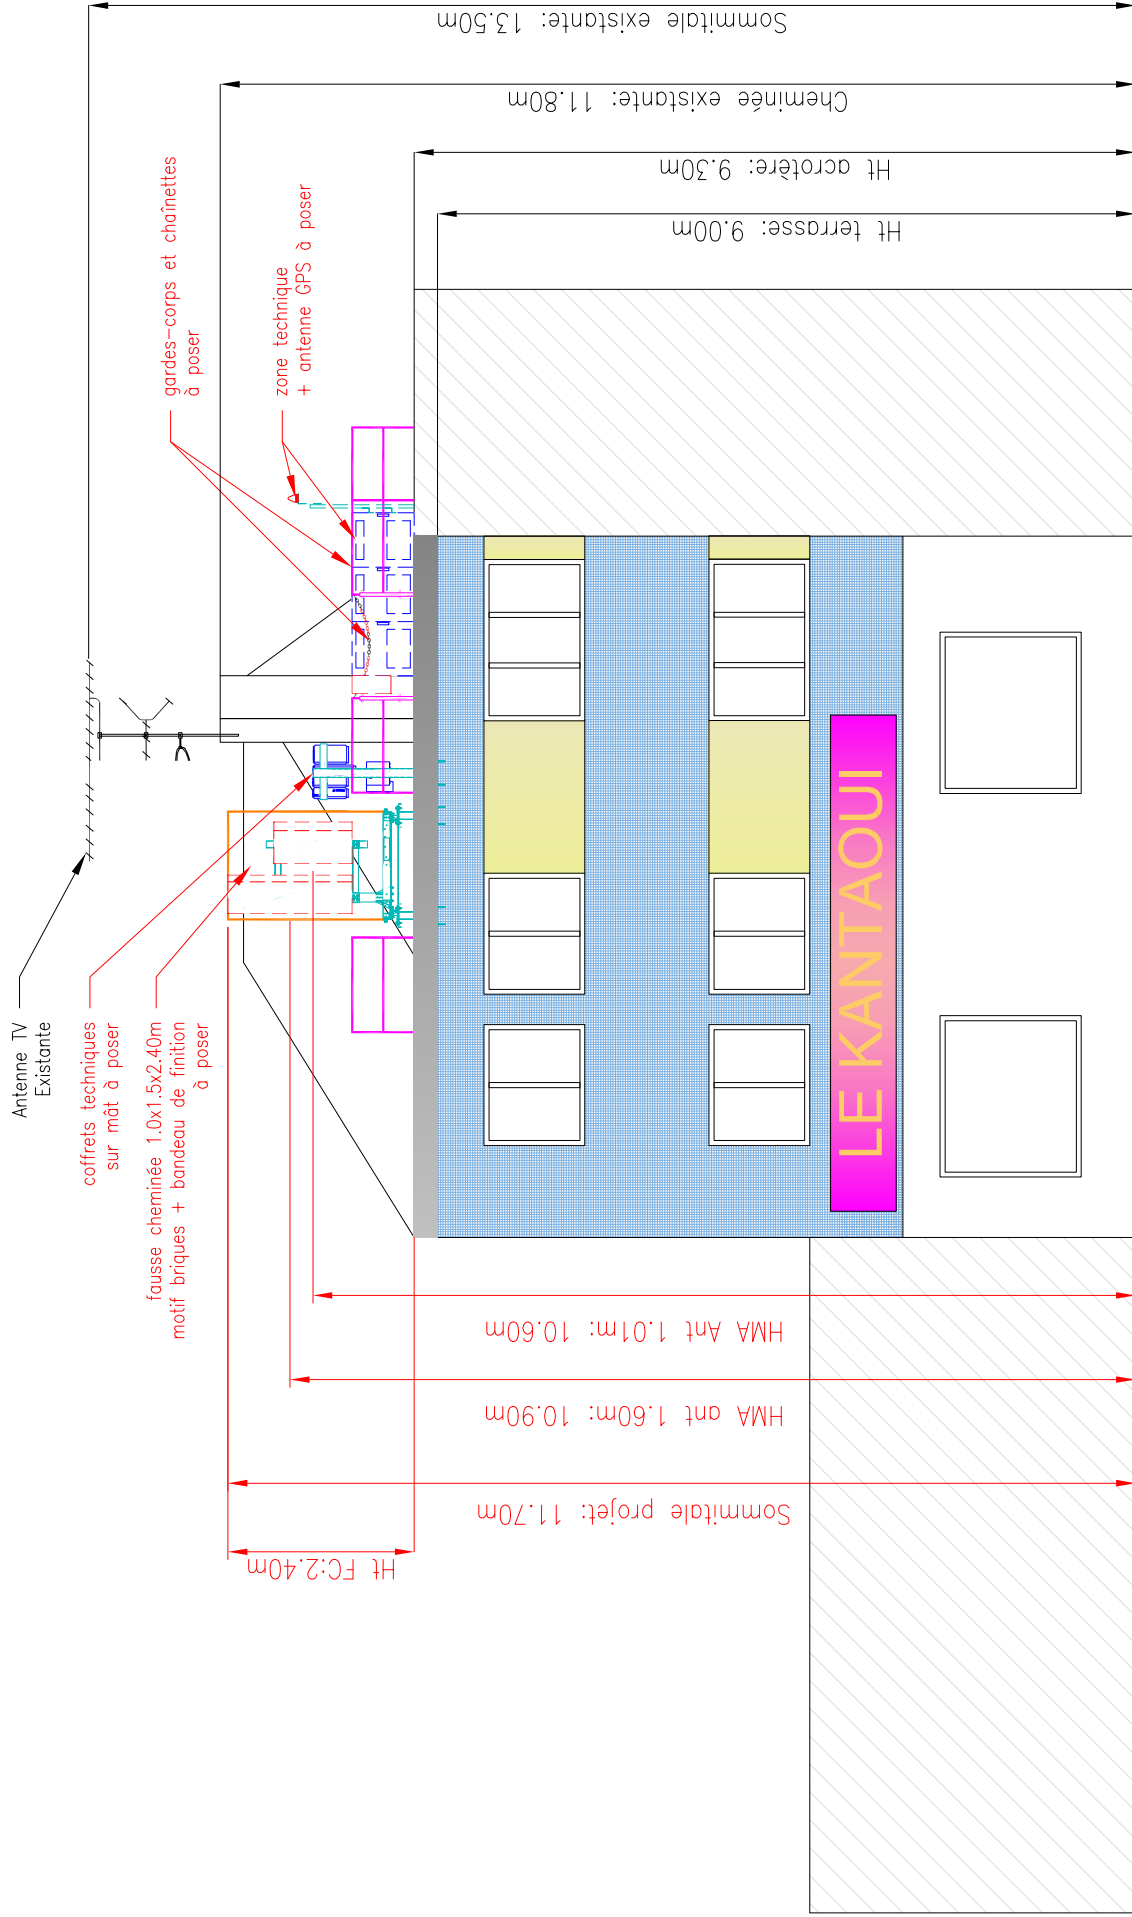 Sommitale existante: 13.50m
Cheminée existante: 11.80m
Ht acrotère: 9.30m
Ht terrasse: 9.00m
gardes-corps et chaînettes
à poser
zone technique
+ antenne GPS à poser
Antenne TV
Existante
coffrets techniques
sur mât à poser
fausse cheminée 1.0x1.5x2.40m
motif briques + bandeau de finition
à poser
LE KANTAOUI
HMA Ant 1.01m: 10.60m
HMA ant 1.60m: 10.90m
Sommitale projet: 11.70m
Ht FC:2.40m